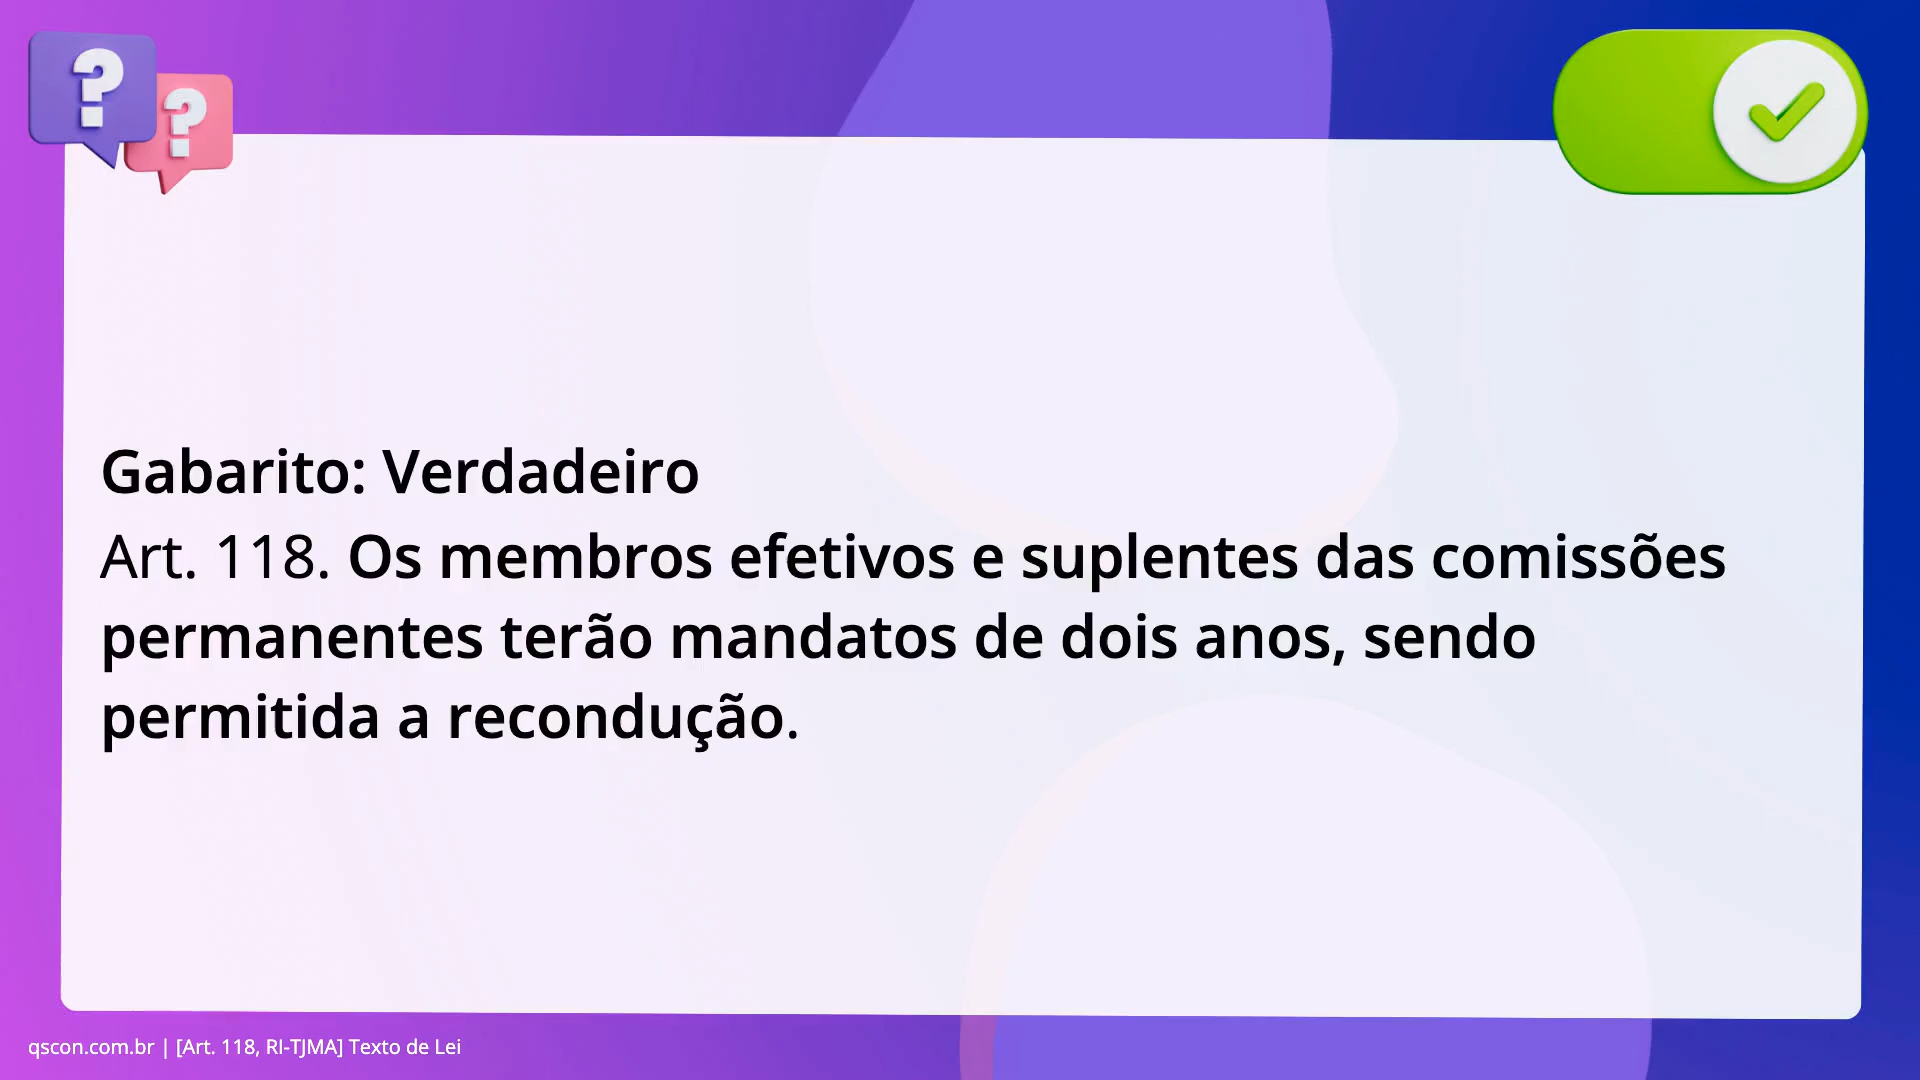 ?
?
Gabarito: Verdadeiro
Art. 118. Os membros efetivos e suplentes das comissões
permanentes terão mandatos de dois anos, sendo
permitida a recondução.
qscon.com.br | [Art. 118, RI-TJMA] Texto de Lei